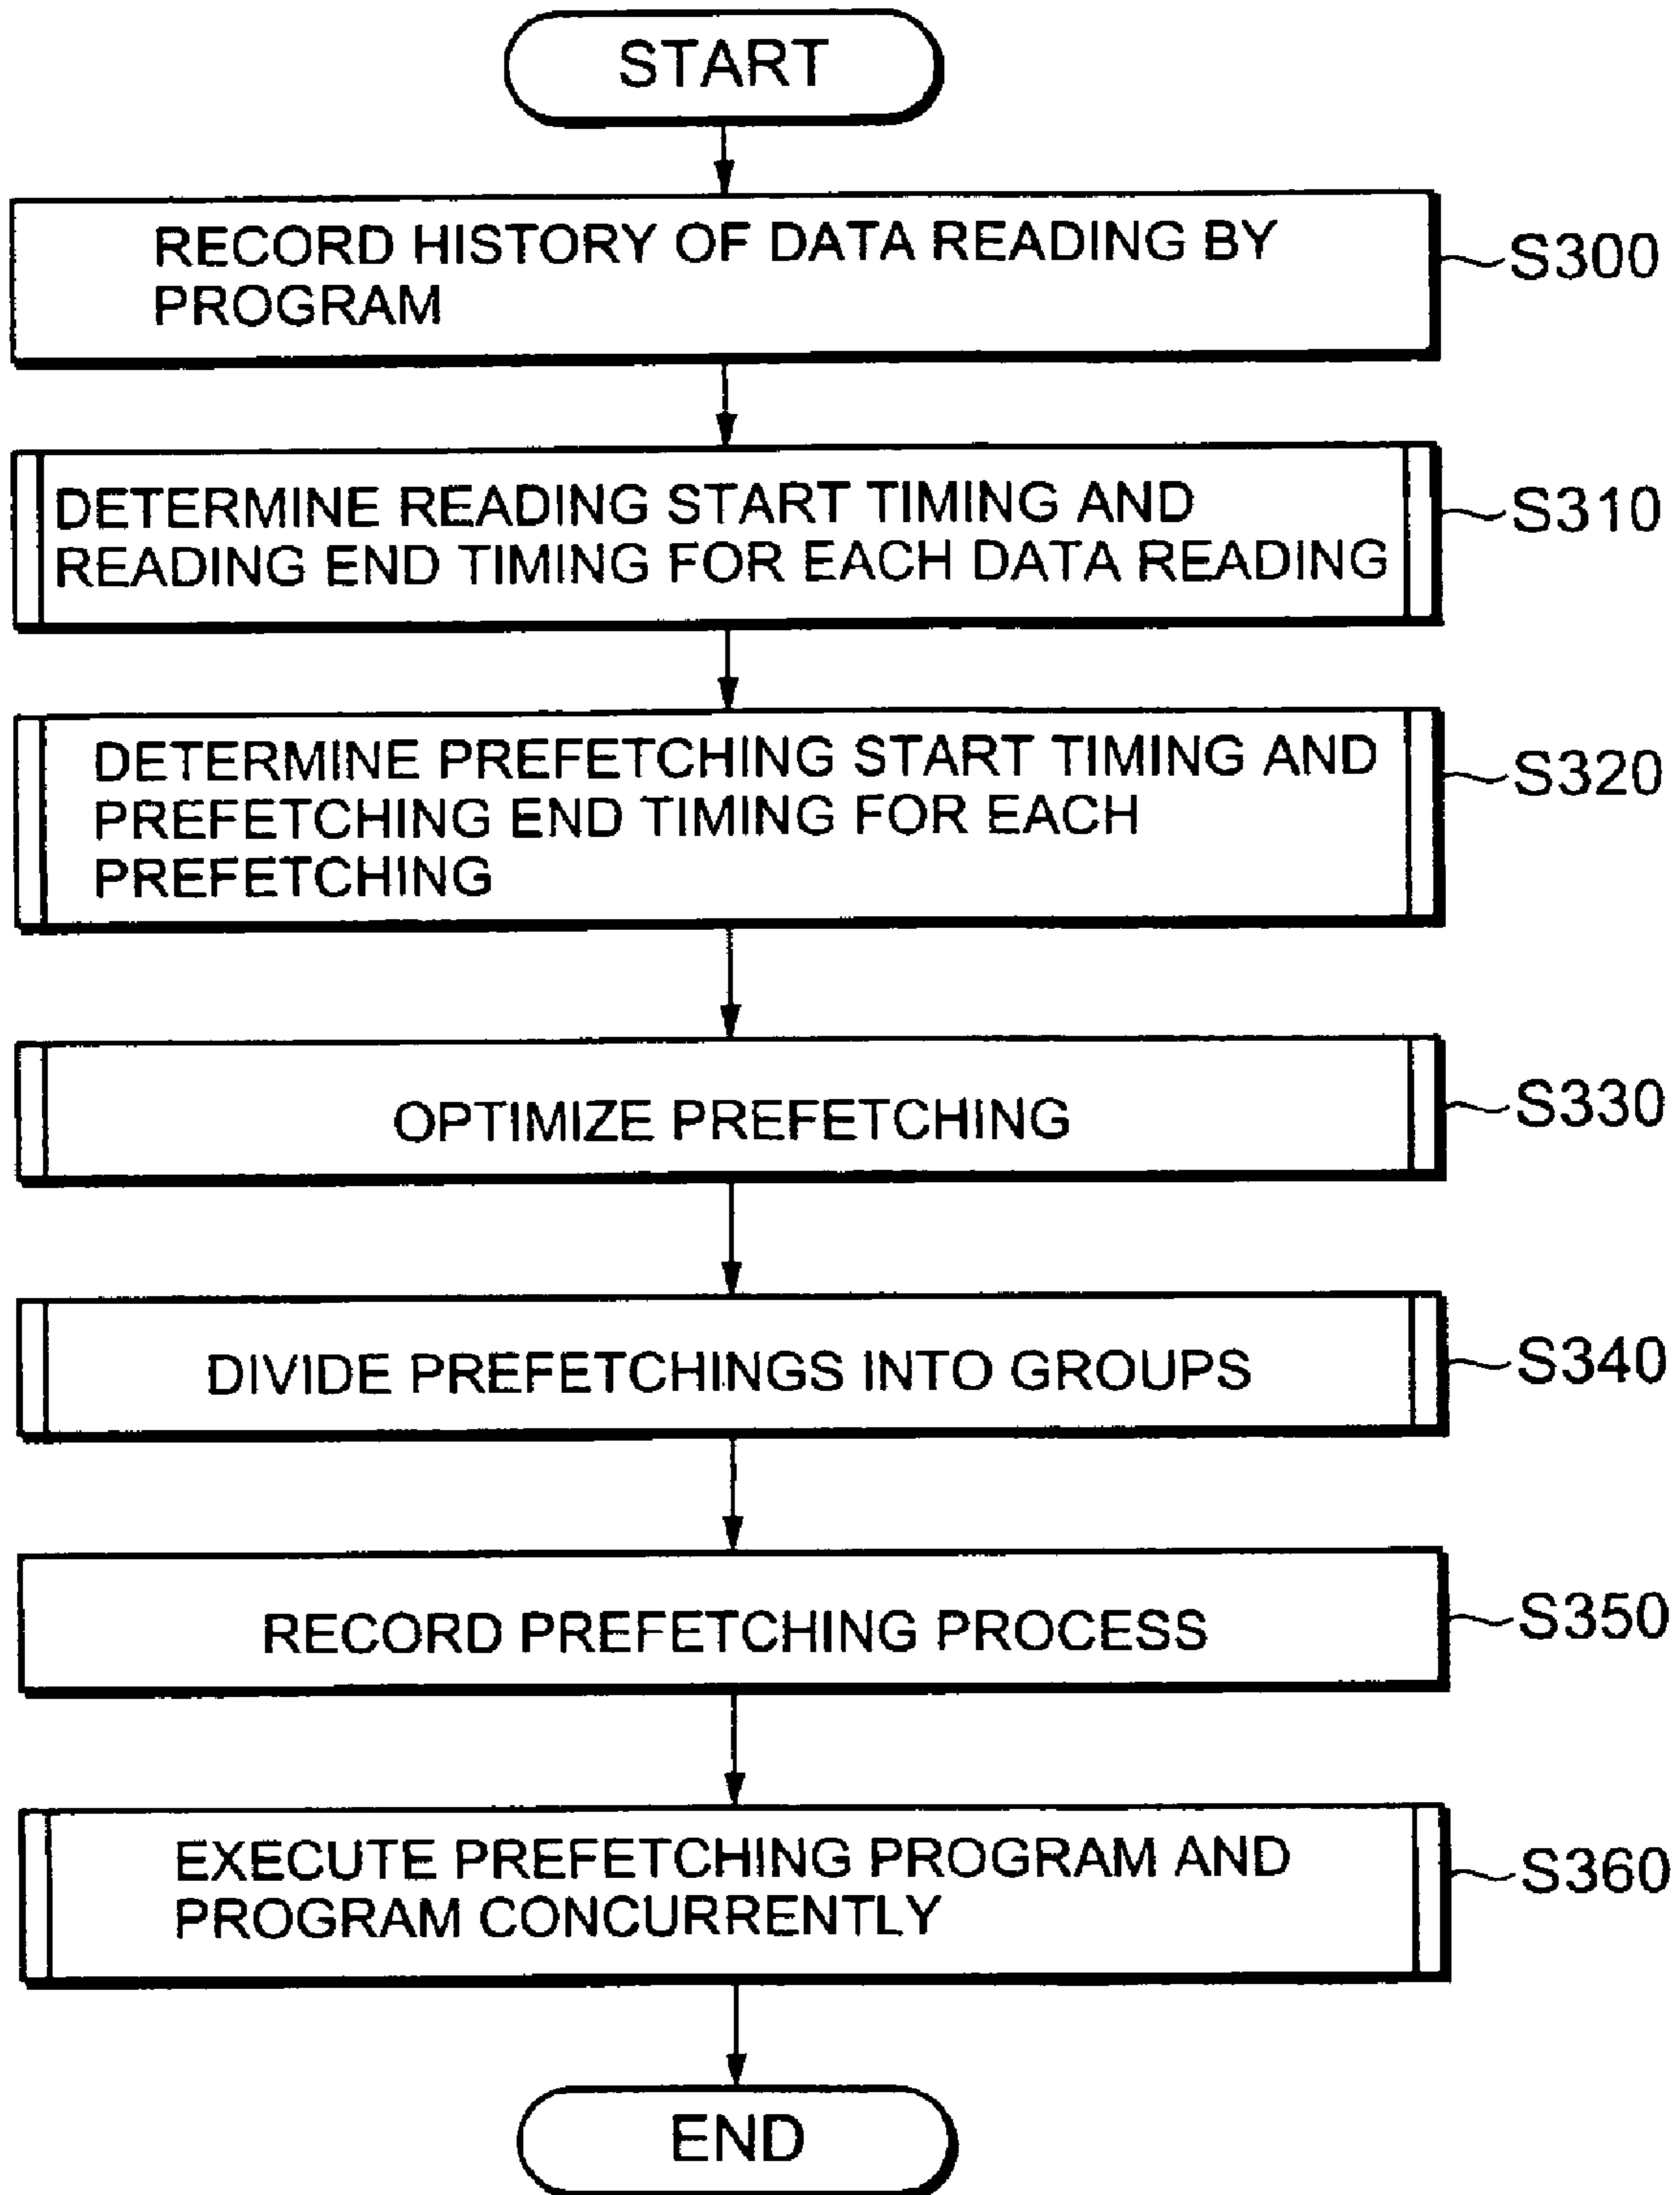 START
RECORD HISTORY OF DATA READING BY
PROGRAM
S300
DETERMINE READING START TIMING AND
READING END TIMING FOR EACH DATA READING
S310
DETERMINE PREFETCHING START TIMING AND
PREFETCHING END TIMING FOR EACH
PREFETCHING
S320
OPTIMIZE PREFETCHING
S330
DIVIDE PREFETCHINGS INTO GROUPS
S340
RECORD PREFETCHING PROCESS
S350
EXECUTE PREFETCHING PROGRAM AND
PROGRAM CONCURRENTLY
S360
END